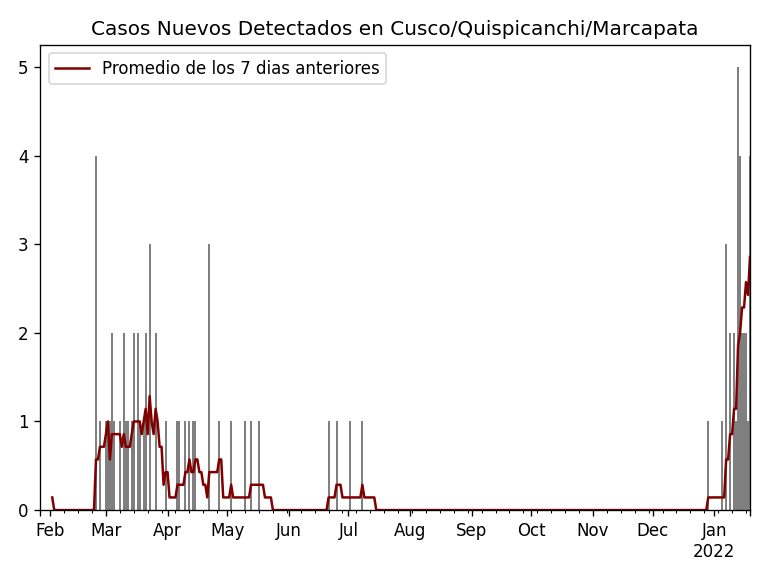 Casos Nuevos Detectados en Cusco/Quispicanchi/Marcapata
Promedio de los 7 dias anteriores
5
4
3
2
1
0
Feb Mar Apr May Jun Jul Aug Sep Oct Nov Dec Jan
2022